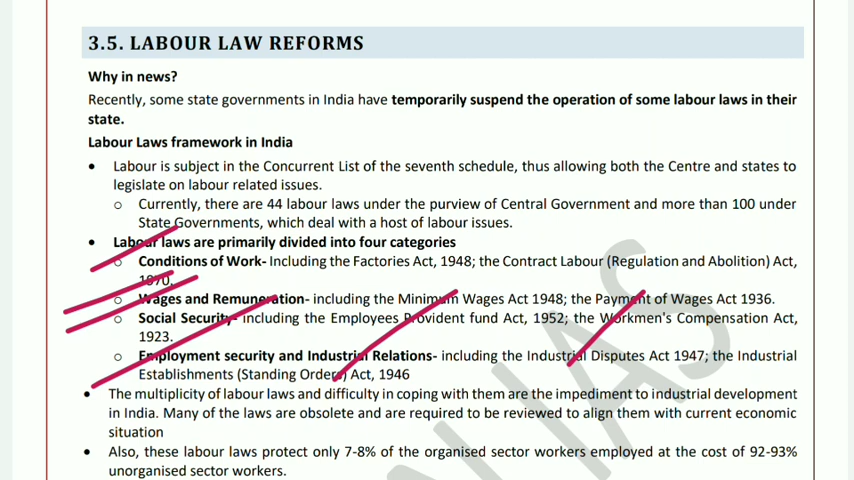 3.5. LABOUR LAW REFORMS
Why in news?
Recently, some state governments in India have temporarily suspend the operation of some labour laws in their
state.
Labour Laws framework in India
• Labour is subject in the Concurrent List of the seventh schedule, thus allowing both the Centre and states to
legislate on labour related issues.
o Currently, there are 44 labour laws under the purview of Central Government and more than 100 under
State Governments, which deal with a host of labour issues.
• Labour laws are primarily divided into four categories
o Conditions of Work- Including the Factories Act, 1948; the Contract Labour (Regulation and Abolition) Act,
1970.
o Wages and Remuneration- including the Minimum Wages Act 1948; the Payment of Wages Act 1936.
o Social Security- including the Employees Provident fund Act, 1952; the Workmen's Compensation Act,
1923.
o Employment security and Industrial Relations- including the Industrial Disputes Act 1947; the Industrial
Establishments (Standing Orders) Act, 1946
• The multiplicity of labour laws and difficulty in coping with them are the impediment to industrial development
in India. Many of the laws are obsolete and are required to be reviewed to align them with current economic
situation
• Also, these labour laws protect only 7-8% of the organised sector workers employed at the cost of 92-93%
unorganised sector workers.
IAS